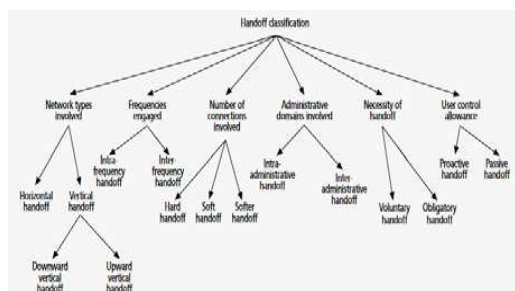 Handoff classification
Network types
involved
Frequencies
engaged
Number of
connections
involved
Administrative
domains involved
Necessity of
handoff
User control
allowance
Intra-
frequency
handoff
Inter-
frequency
handoff
Intra-
administrative
handoff
Inter-
administrative
handoff
Proactive
handoff
Passive
handoff
Horizontal
handoff
Vertical
handoff
Hard
handoff
Soft
handoff
Softer
handoff
Voluntary
handoff
Obligatory
handoff
Downward
vertical
handoff
Upward
vertical
handoff